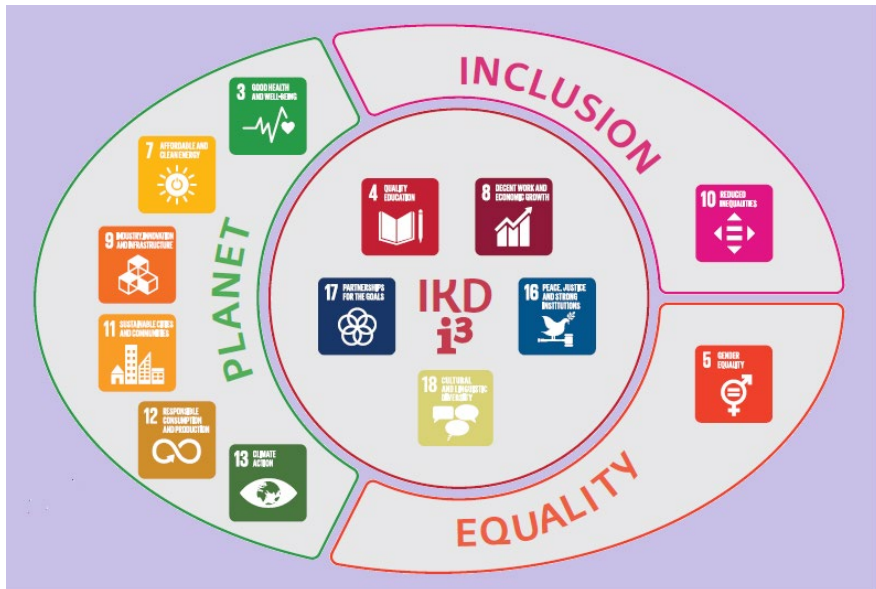 INCLUSION
3 GOOD HEALTH
AND WELL-BEING
7 AFFORDABLE AND
CLEAN ENERGY
9 INDUSTRY, INNOVATION
AND INFRASTRUCTURE
11 SUSTAINABLE CITIES
AND COMMUNITIES
12 RESPONSIBLE
CONSUMPTION
AND PRODUCTION
13 CLIMATE
ACTION
PLANET
4 QUALITY
EDUCATION
8 DECENT WORK AND
ECONOMIC GROWTH
17 PARTNERSHIPS
FOR THE GOALS
IKD
i³
16 PEACE, JUSTICE
AND STRONG
INSTITUTIONS
18 CULTURAL
AND LINGUISTIC
DIVERSITY
10 REDUCED
INEQUALITIES
5 GENDER
EQUALITY
EQUALITY